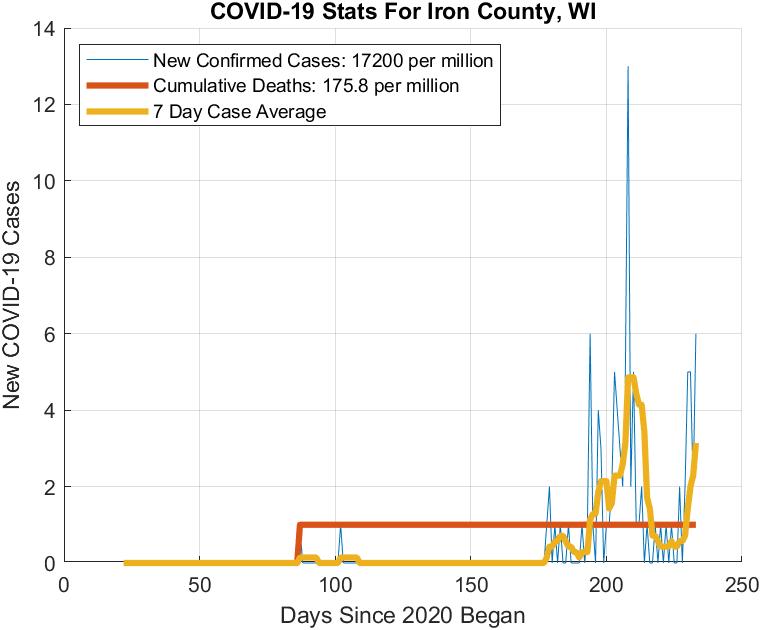 COVID-19 Stats For Iron County, WI
New Confirmed Cases: 17200 per million
Cumulative Deaths: 175.8 per million
7 Day Case Average
New COVID-19 Cases
14
12
10
8
6
4
2
0
0 50 100 150 200 250
Days Since 2020 Began